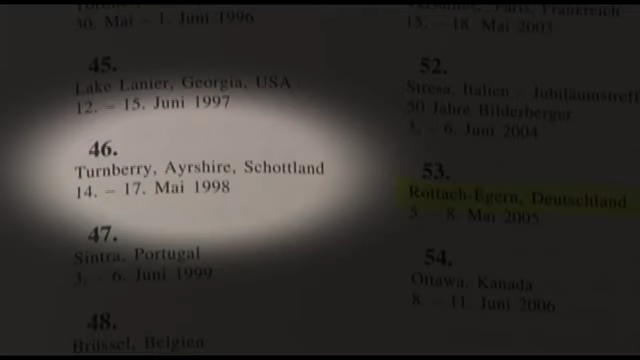 30. Mai – 1. Juni 1996
45.
Lake Lanier, Georgia, USA
12. – 15. Juni 1997
46.
Turnberry, Ayrshire, Schottland
14. – 17. Mai 1998
47.
Sintra, Portugal
3. – 6. Juni 1999
48.
Brüssel, Belgien
Paris, Frankreich
15. – 18. Mai 2003
52.
Stresa, Italien – Jubiläumstreff
50 Jahre Bilderberger
3. – 6. Juni 2004
53.
Rottach-Egern, Deutschland
5. – 8. Mai 2005
54.
Ottawa, Kanada
8. – 11. Juni 2006